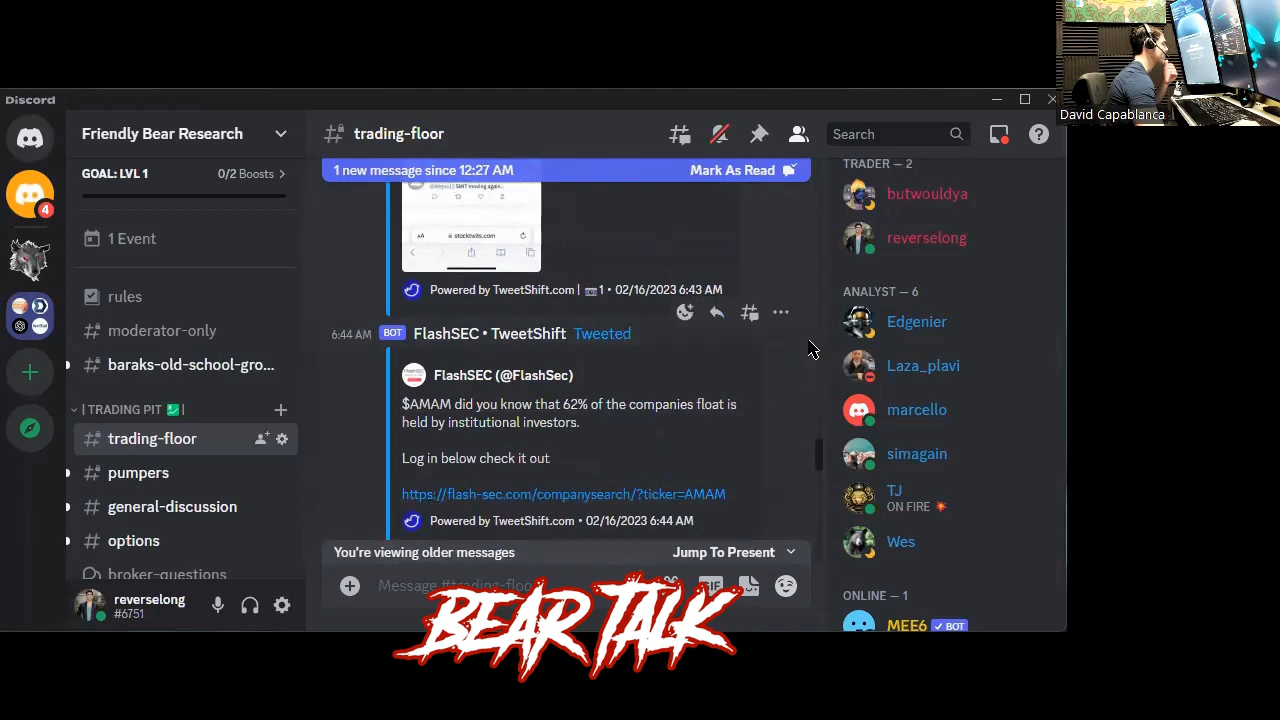 David Capablanca
Discord
Friendly Bear Research
trading-floor
Search
GOAL: LVL 1
0/2 Boosts
1 new message since 12:27 AM
Mark As Read
TRADER — 2
butwouldya
reverselong
1 Event
AA
stocktwits.com
Powered by TweetShift.com | 1 • 02/16/2023 6:43 AM
ANALYST — 6
rules
moderator-only
baraks-old-school-gro...
6:44 AM
BOT
FlashSEC • TweetShift
Tweeted
Edgenier
Laza_plavi
FlashSEC (@FlashSec)
$AMAM did you know that 62% of the companies float is
held by institutional investors.
Log in below check it out
https://flash-sec.com/companysearch/?ticker=AMAM
Powered by TweetShift.com • 02/16/2023 6:44 AM
| TRADING PIT
trading-floor
pumpers
general-discussion
options
broker-questions
marcello
simagain
TJ
ON FIRE
Wes
You're viewing older messages
Jump To Present
Message #trading-floor
GIF
reverselong
#6751
ONLINE — 1
MEE6
BOT
4
BEAR TALK